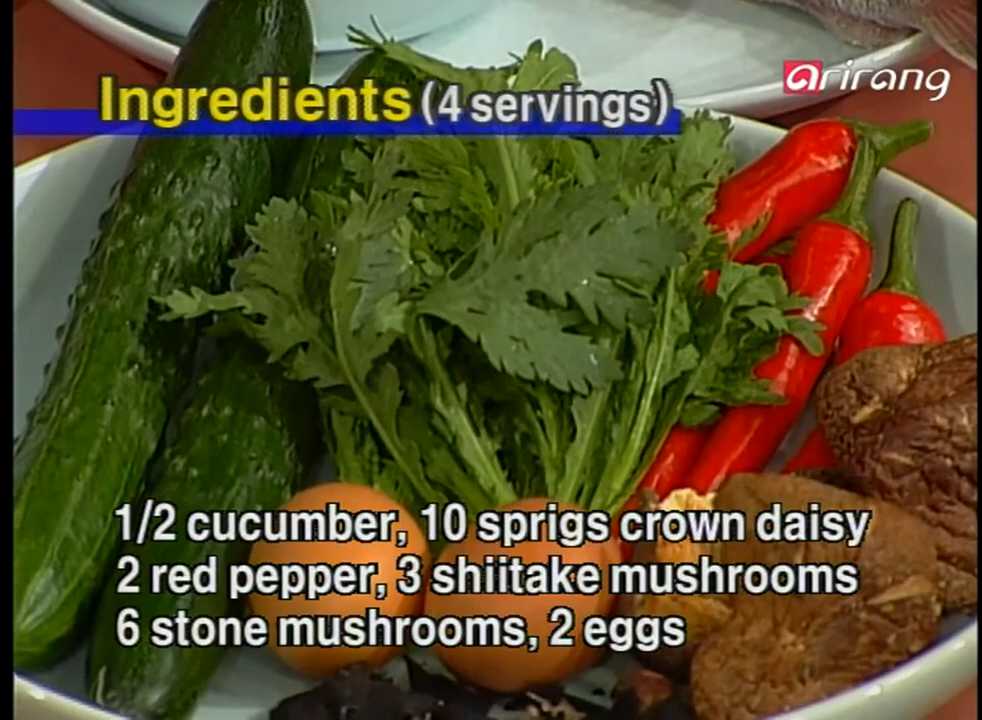 Ingredients (4 servings)
arirang
1/2 cucumber, 10 sprigs crown daisy
2 red pepper, 3 shiitake mushrooms
6 stone mushrooms, 2 eggs